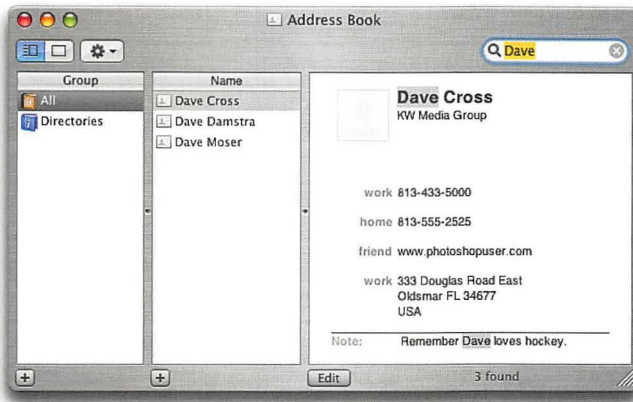 Address Book
Dave
Group
All
Directories
Name
Dave Cross
Dave Damstra
Dave Moser
Dave Cross
KW Media Group
work 813-433-5000
home 813-555-2525
friend www.photoshopuser.com
work 333 Douglas Road East
Oldsmar FL 34677
USA
Note: Remember Dave loves hockey.
+
+
Edit
3 found